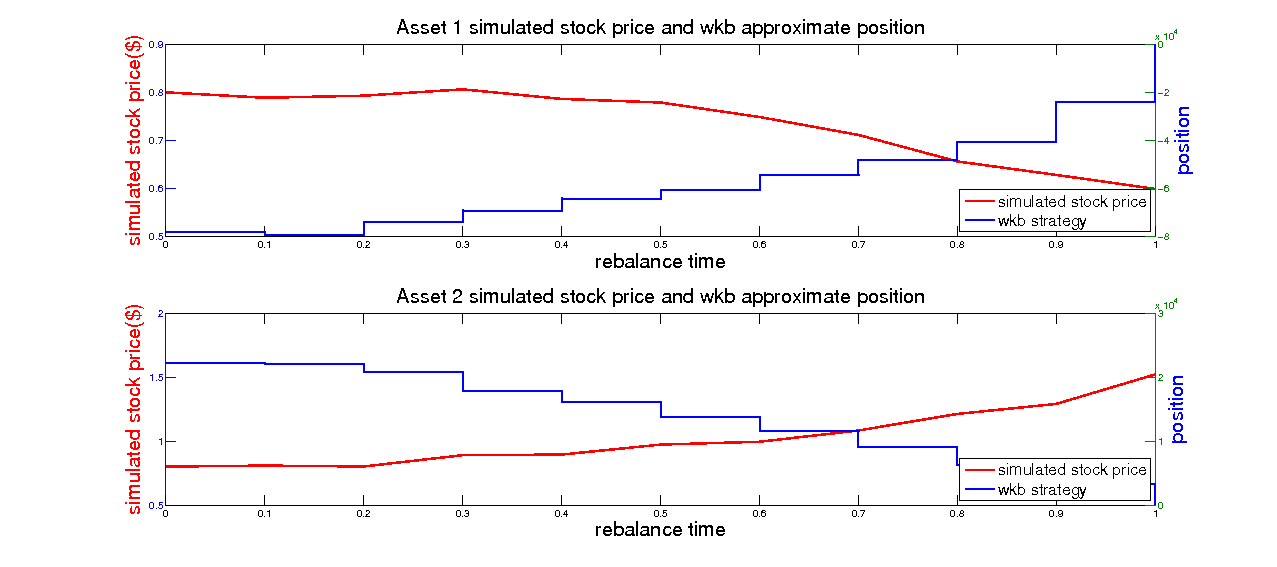 Asset 1 simulated stock price and wkb approximate position
x 10^4
simulated stock price($)
0.9
0.8
0.7
0.6
0.5
0
-2
-4
-6
-8
position
simulated stock price
wkb strategy
0 0.1 0.2 0.3 0.4 0.5 0.6 0.7 0.8 0.9 1
rebalance time
Asset 2 simulated stock price and wkb approximate position
x 10^4
simulated stock price($)
2
1.5
1
0.5
3
2
1
0
position
simulated stock price
wkb strategy
0 0.1 0.2 0.3 0.4 0.5 0.6 0.7 0.8 0.9 1
rebalance time